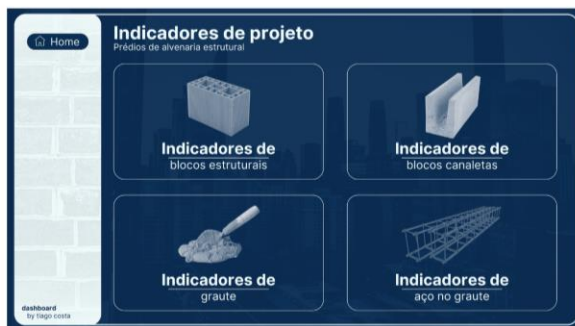 Home
Indicadores de projeto
Prédios de alvenaria estrutural
Indicadores de
blocos estruturais
Indicadores de
blocos canaletas
Indicadores de
graute
Indicadores de
aço no graute
dashboard
by tiago costa